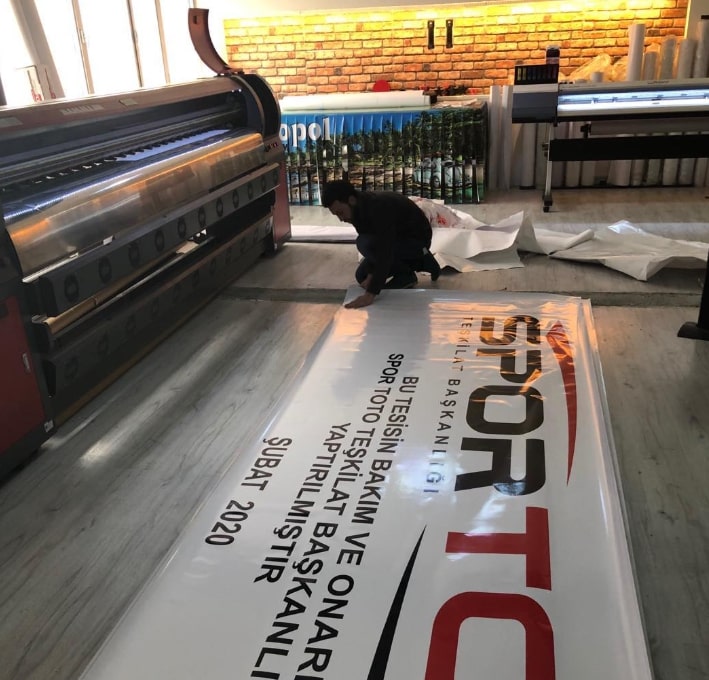 opol
SPOR TO
TEŞKİLAT BAŞKANLIĞI
BU TESİSİN BAKIM VE ONAR
SPOR TOTO TEŞKİLAT BAŞKANLI
YAPTIRILMIŞTIR
ŞUBAT 2020